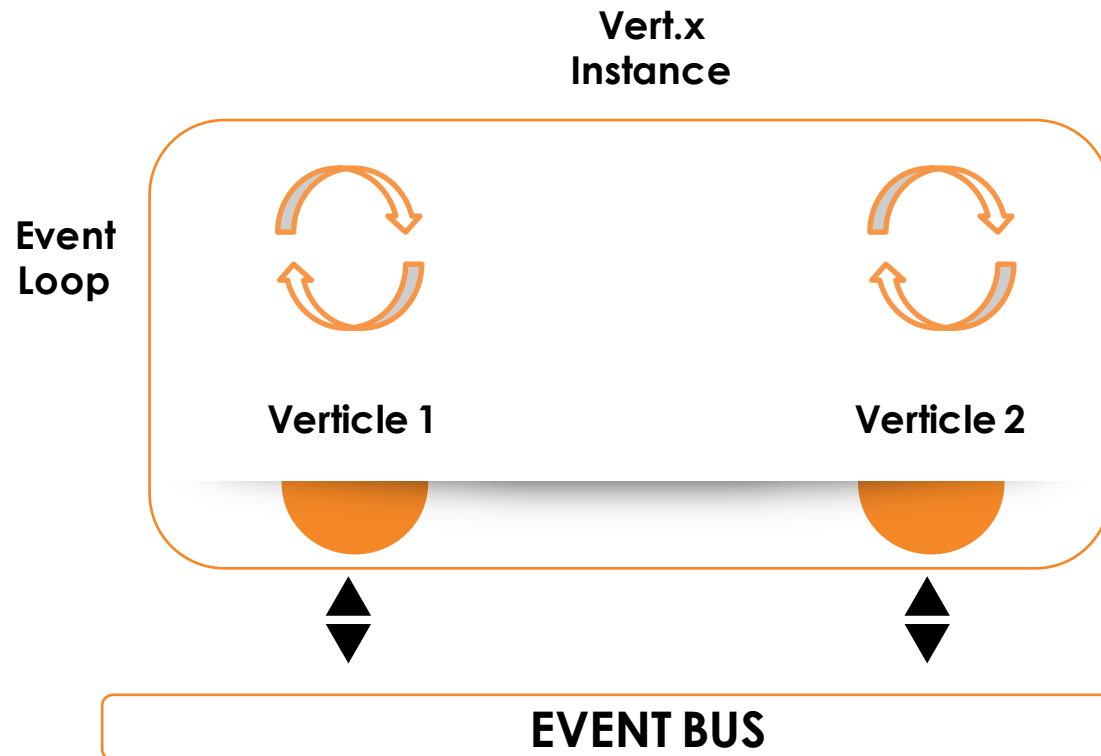 Vert.x
Instance
Event
Loop
Verticle 1
Verticle 2
EVENT BUS